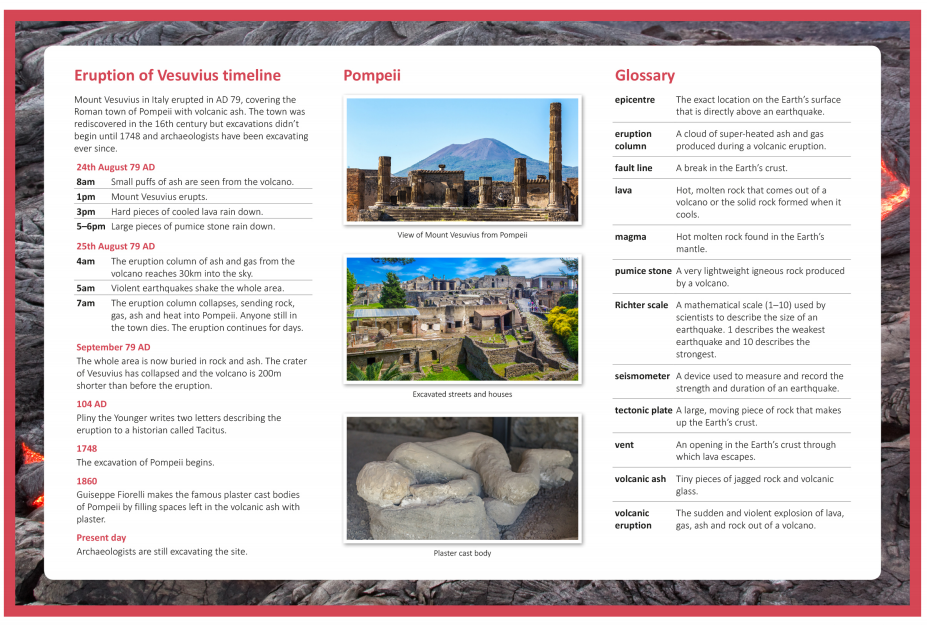 Eruption of Vesuvius timeline
Mount Vesuvius in Italy erupted in AD 79, covering the
Roman town of Pompeii with volcanic ash. The town was
rediscovered in the 16th century but excavations didn't
begin until 1748 and archaeologists have been excavating
ever since.
24th August 79 AD
8am Small puffs of ash are seen from the volcano.
1pm Mount Vesuvius erupts.
3pm Hard pieces of cooled lava rain down.
5–6pm Large pieces of pumice stone rain down.
25th August 79 AD
4am The eruption column of ash and gas from the
volcano reaches 30km into the sky.
5am Violent earthquakes shake the whole area.
7am The eruption column collapses, sending rock,
gas, ash and heat into Pompeii. Anyone still in
the town dies. The eruption continues for days.
September 79 AD
The whole area is now buried in rock and ash. The crater
of Vesuvius has collapsed and the volcano is 200m
shorter than before the eruption.
104 AD
Pliny the Younger writes two letters describing the
eruption to a historian called Tacitus.
1748
The excavation of Pompeii begins.
1860
Guiseppe Fiorelli makes the famous plaster cast bodies
of Pompeii by filling spaces left in the volcanic ash with
plaster.
Present day
Archaeologists are still excavating the site.
Pompeii
View of Mount Vesuvius from Pompeii
Excavated streets and houses
Plaster cast body
Glossary
epicentre The exact location on the Earth's surface
that is directly above an earthquake.
eruption A cloud of super-heated ash and gas
column produced during a volcanic eruption.
fault line A break in the Earth's crust.
lava Hot, molten rock that comes out of a
volcano or the solid rock formed when it
cools.
magma Hot molten rock found in the Earth's
mantle.
pumice stone A very lightweight igneous rock produced
by a volcano.
Richter scale A mathematical scale (1–10) used by
scientists to describe the size of an
earthquake. 1 describes the weakest
earthquake and 10 describes the
strongest.
seismometer A device used to measure and record the
strength and duration of an earthquake.
tectonic plate A large, moving piece of rock that makes
up the Earth's crust.
vent An opening in the Earth's crust through
which lava escapes.
volcanic ash Tiny pieces of jagged rock and volcanic
glass.
volcanic The sudden and violent explosion of lava,
eruption gas, ash and rock out of a volcano.